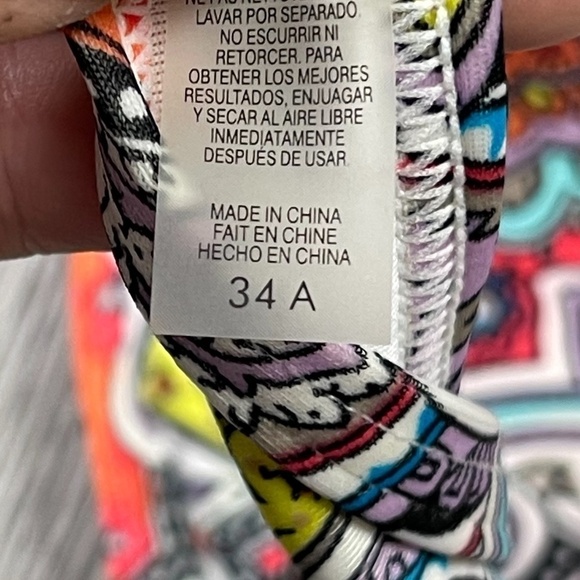 LAVAR POR SEPARADO.
NO ESCURRIR NI
RETORCER. PARA
OBTENER LOS MEJORES
RESULTADOS, ENJUAGAR
Y SECAR AL AIRE LIBRE
INMEDIATAMENTE
DESPUÉS DE USAR.
MADE IN CHINA
FAIT EN CHINE
HECHO EN CHINA
34 A